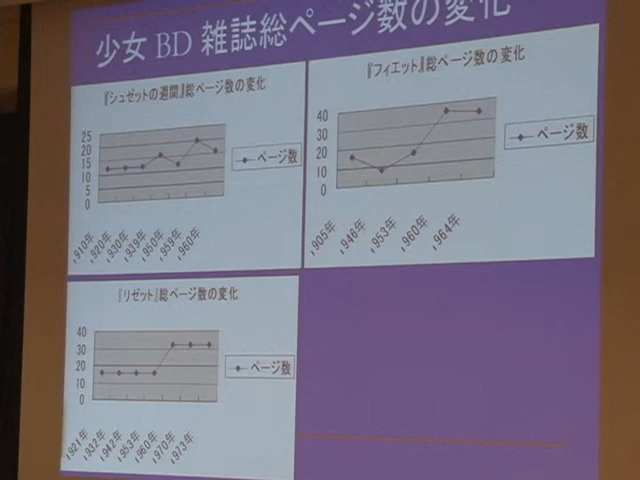 少女 BD 雑誌総ページ数の変化
『シュゼットの週間』総ページ数の変化
25
20
15
10
5
0
ページ数
1910年
1920年
1930年
1939年
1950年
1959年
1960年
『フィエット』総ページ数の変化
40
30
20
10
0
ページ数
1905年
1946年
1953年
1960年
1964年
『リゼット』総ページ数の変化
40
30
20
10
0
ページ数
1921年
1932年
1942年
1953年
1960年
1970年
1973年